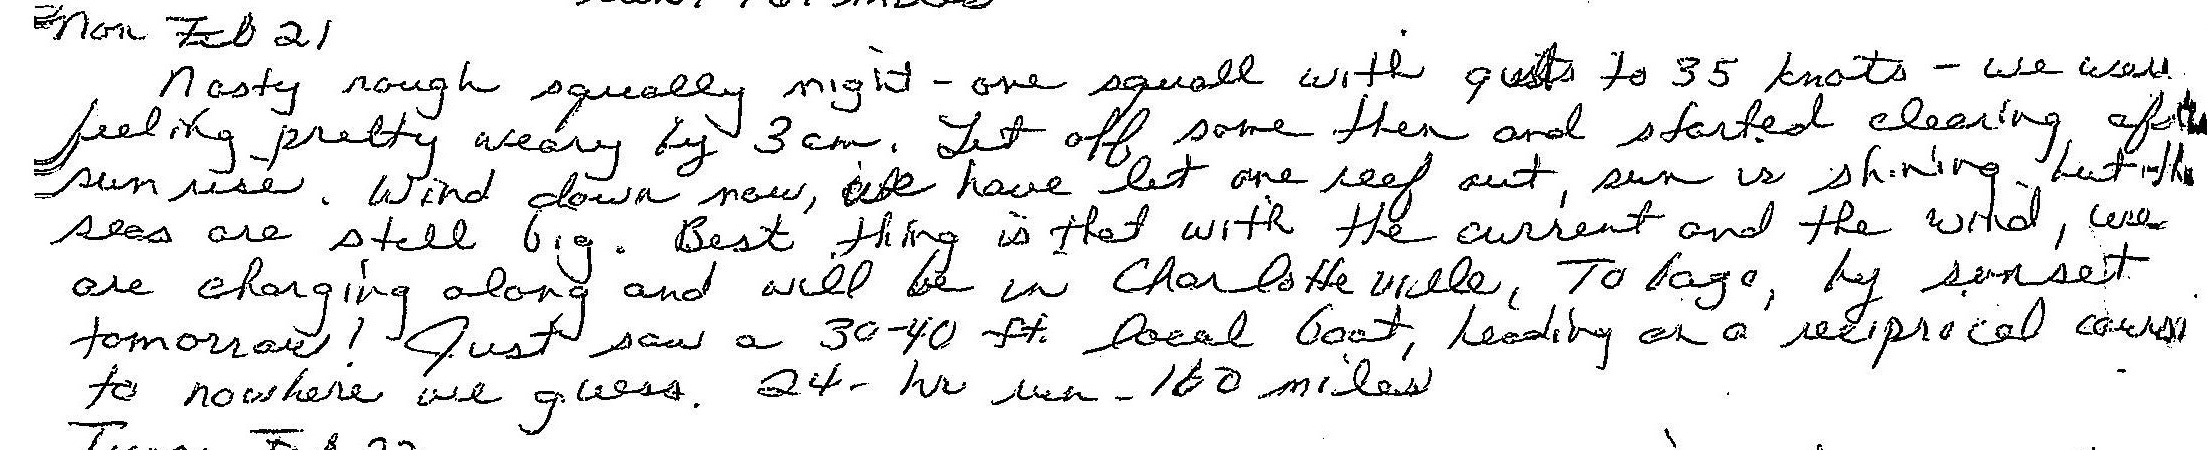 Mon Feb 21
Nasty rough squally night - one squall with gusts to 35 knots - we were
feeling pretty weary by 3 am. Let off some then and started clearing after
sunrise. Wind down now, we have let one reef out, sun is shining but the
seas are still big. Best thing is that with the current and the wind, we
are charging along and will be in Charlotteville, Tobago, by sunset
tomorrow! Just saw a 30-40 ft. local boat, heading on a reciprocal course
to nowhere we guess. 24-hr run - 160 miles
Feb 22